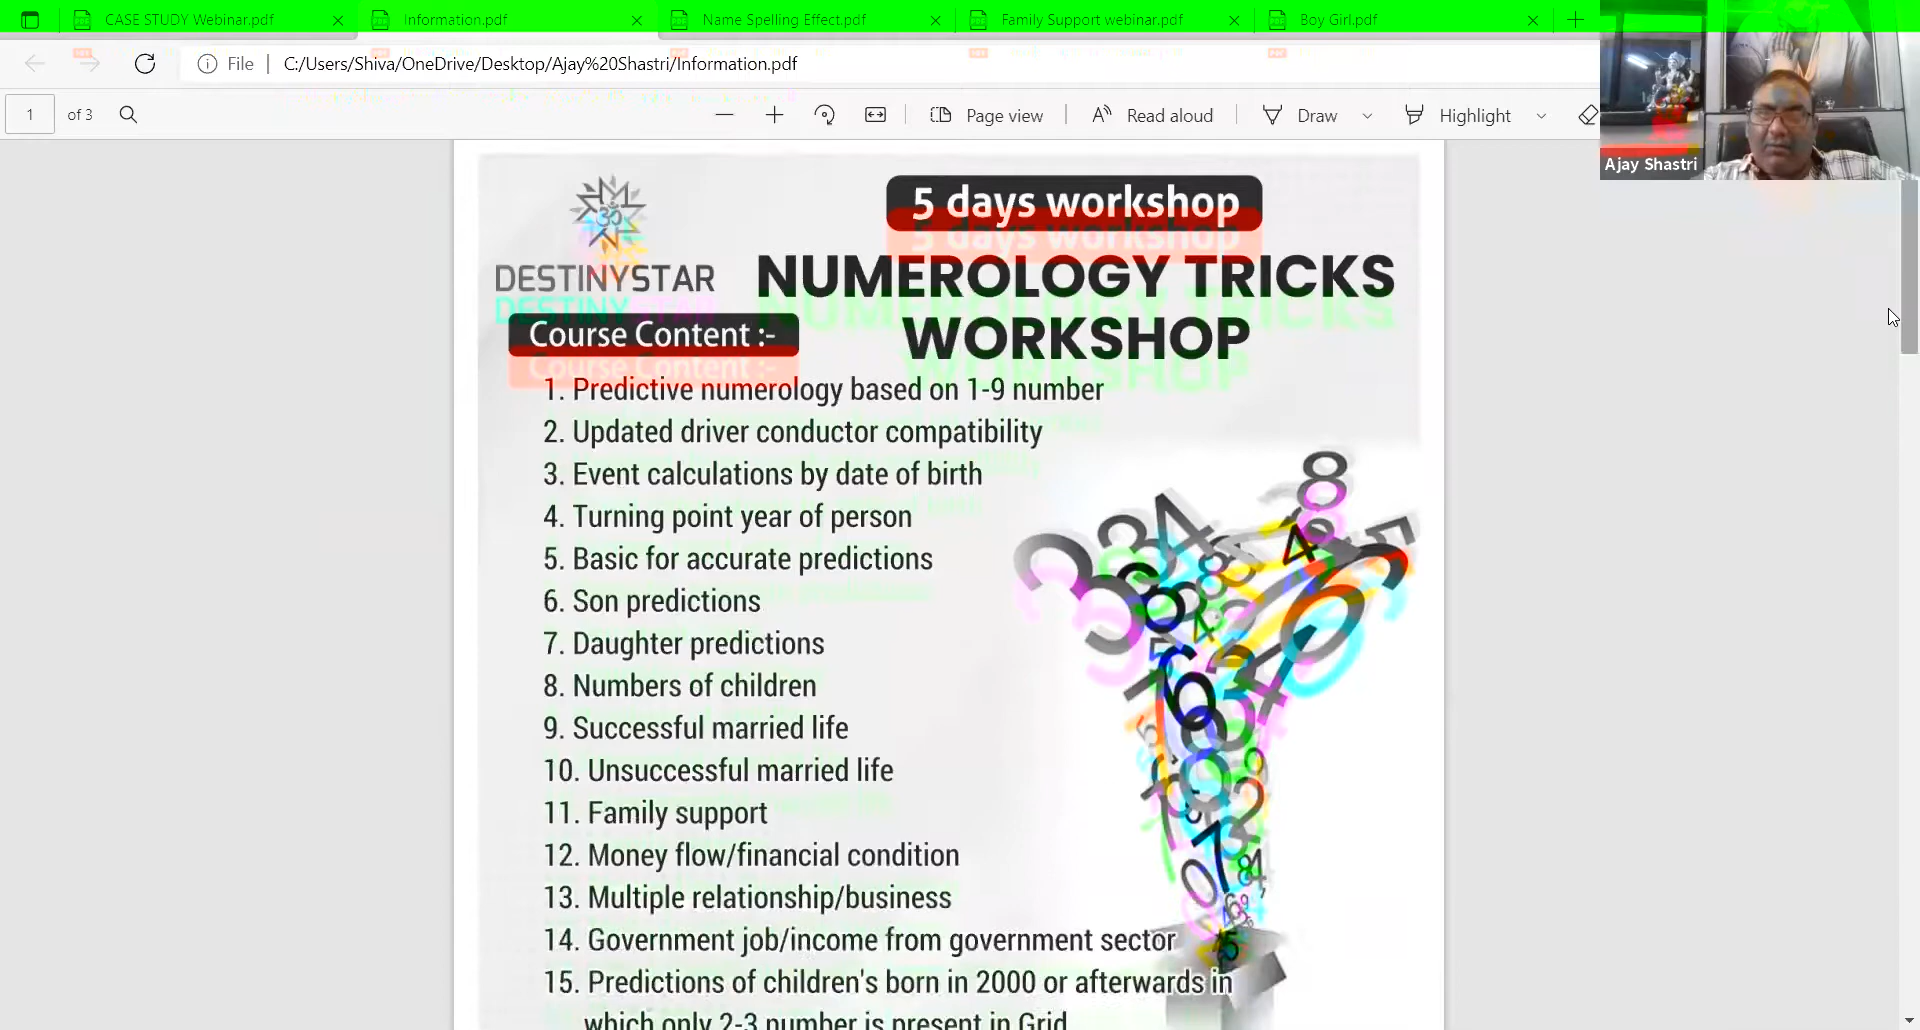 CASE STUDY Webinar.pdf
Information.pdf
Name Spelling Effect.pdf
Family Support webinar.pdf
Boy Girl.pdf
File
C:/Users/Shiva/OneDrive/Desktop/Ajay%20Shastri/Information.pdf
1 of 3
Page view
Read aloud
Draw
Highlight
Ajay Shastri
5 days workshop
DESTINYSTAR
NUMEROLOGY TRICKS
WORKSHOP
Course Content :-
1. Predictive numerology based on 1-9 number
2. Updated driver conductor compatibility
3. Event calculations by date of birth
4. Turning point year of person
5. Basic for accurate predictions
6. Son predictions
7. Daughter predictions
8. Numbers of children
9. Successful married life
10. Unsuccessful married life
11. Family support
12. Money flow/financial condition
13. Multiple relationship/business
14. Government job/income from government sector
15. Predictions of children's born in 2000 or afterwards in
which only 2-3 number is present in Grid